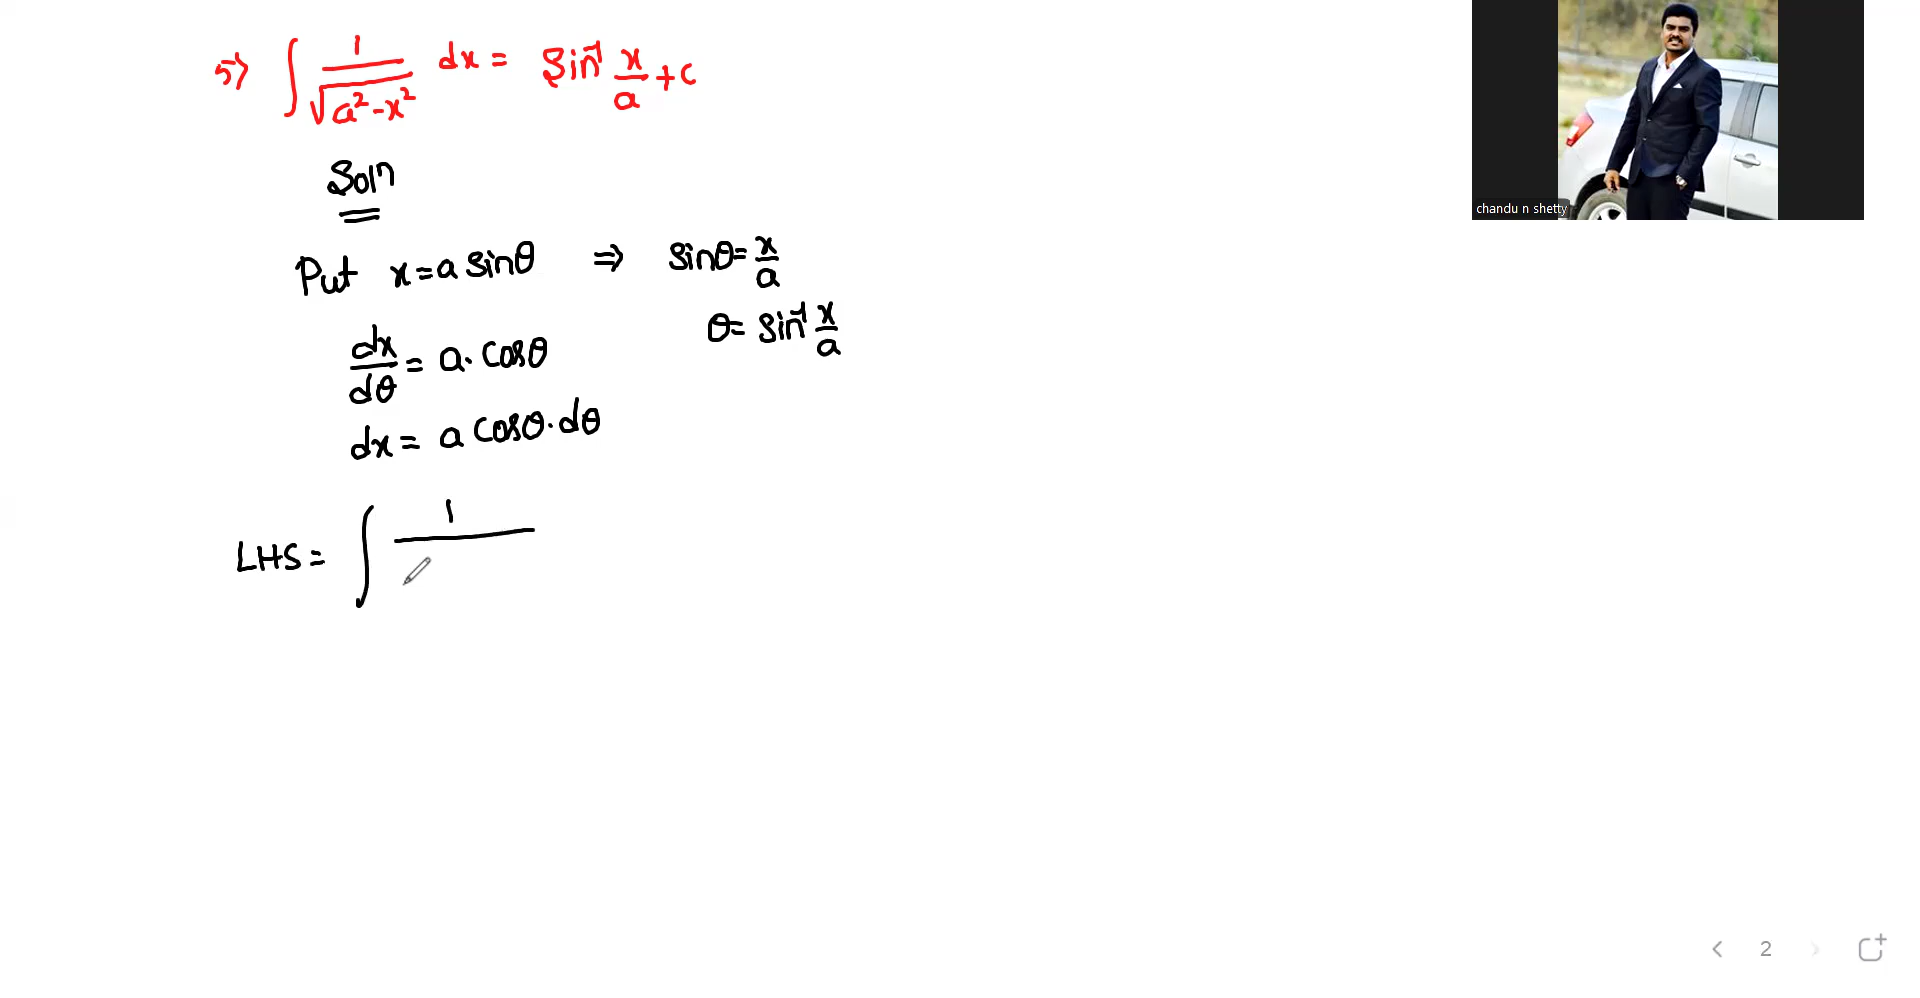 5) ∫ 1/√(a²-x²) dx = Sin⁻¹ x/a + c
chandu n shetty
Soln
Put x = a sinθ ⇒ sinθ = x/a
θ = sin⁻¹ x/a
dx/dθ = a. cosθ
dx = a cosθ. dθ
LHS = ∫ 1/
2